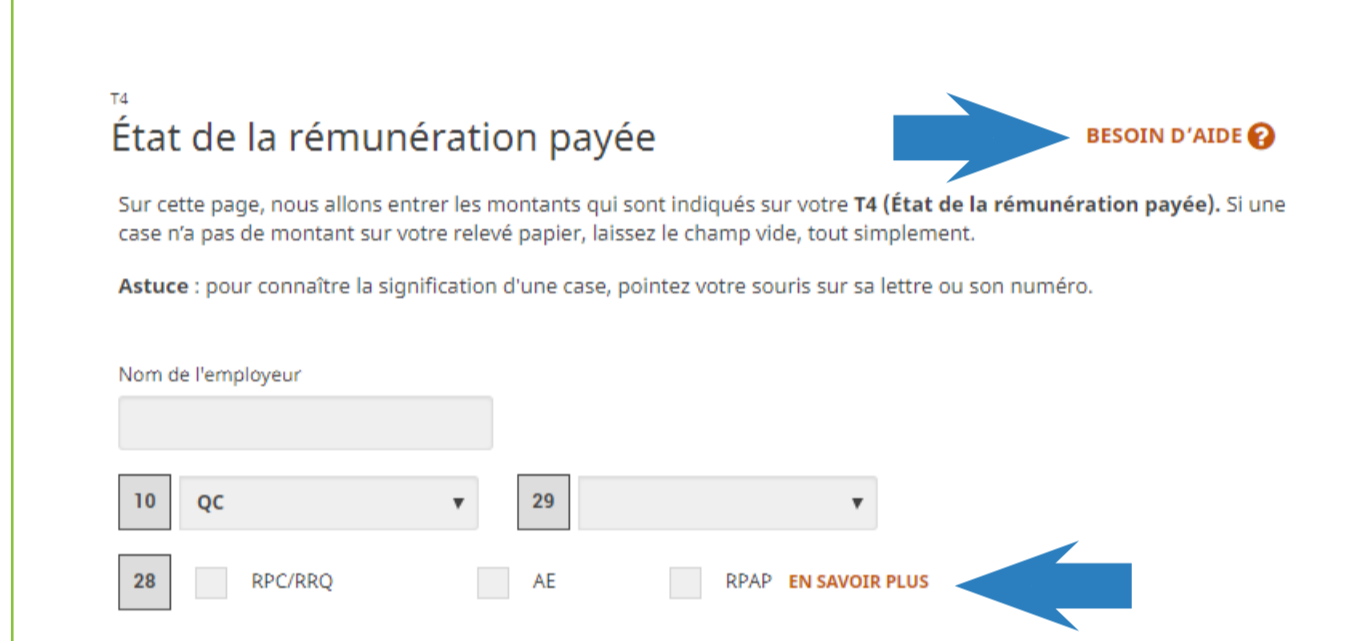 T4
État de la rémunération payée
BESOIN D'AIDE ?
Sur cette page, nous allons entrer les montants qui sont indiqués sur votre T4 (État de la rémunération payée). Si une
case n'a pas de montant sur votre relevé papier, laissez le champ vide, tout simplement.
Astuce : pour connaître la signification d'une case, pointez votre souris sur sa lettre ou son numéro.
Nom de l'employeur
10 QC 29
28 RPC/RRQ AE RPAP EN SAVOIR PLUS